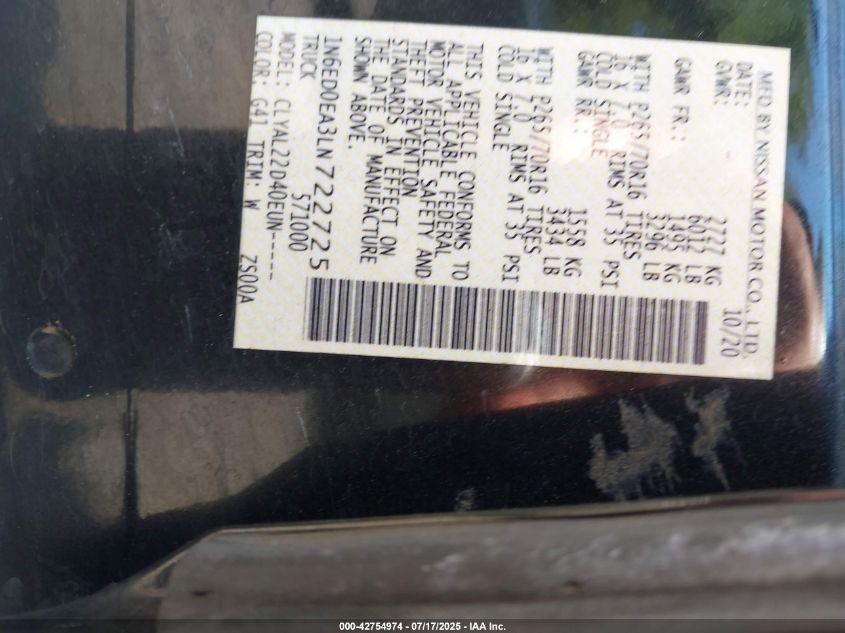 MFD BY NISSAN MOTOR CO., LTD.
DATE: 10/20
GVWR: 2727 KG
6012 LB
GAWR FR.: 1495 KG
3296 LB
WITH P265/70R16 TIRES
16 X 7.0 RIMS AT 35 PSI
COLD SINGLE
GAWR RR.: 1558 KG
3434 LB
WITH P265/70R16 TIRES
16 X 7.0 RIMS AT 35 PSI
COLD SINGLE
THIS VEHICLE CONFORMS TO
ALL APPLICABLE FEDERAL
MOTOR VEHICLE SAFETY AND
THEFT PREVENTION
STANDARDS IN EFFECT ON
THE DATE OF MANUFACTURE
SHOWN ABOVE.
1N6ED0EA3LN722725
TRUCK 571000
MODEL: CLYAL22D40EUN-----
COLOR: G41 TRIM: W ZS00A
000-42754974 - 07/17/2025 - IAA Inc.